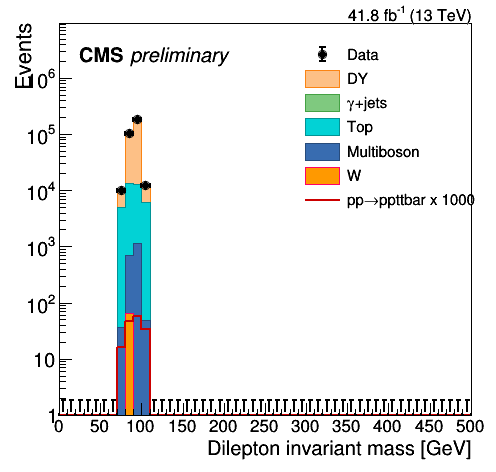 41.8 fb⁻¹ (13 TeV)
Events
CMS preliminary
Data
DY
γ+jets
Top
Multiboson
W
pp→ppttbar x 1000
10⁶
10⁵
10⁴
10³
10²
10
1
0 50 100 150 200 250 300 350 400 450 500
Dilepton invariant mass [GeV]